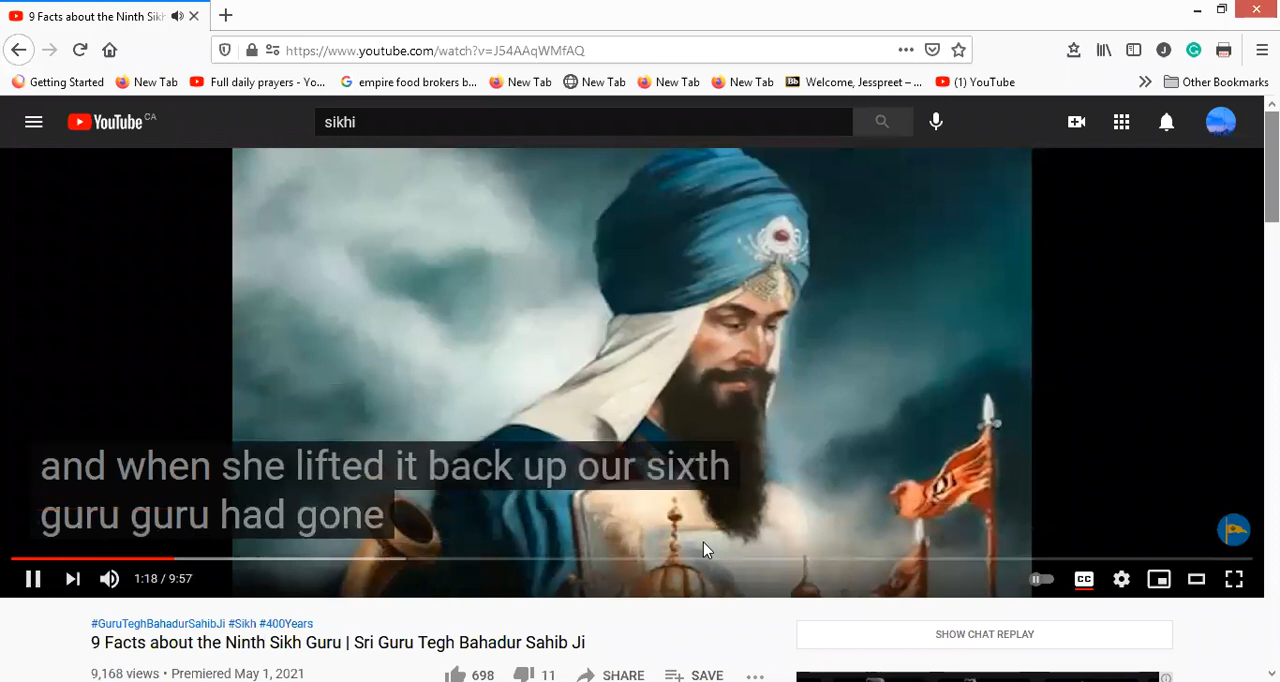 9 Facts about the Ninth Sikh
https://www.youtube.com/watch?v=J54AAqWMfAQ
Getting Started New Tab Full daily prayers - Yo... empire food brokers b... New Tab New Tab New Tab New Tab Bb Welcome, Jesspreet – ... (1) YouTube Other Bookmarks
YouTube CA sikhi
and when she lifted it back up our sixth
guru guru had gone
1:18 / 9:57 CC
#GuruTeghBahadurSahibJi #Sikh #400Years
9 Facts about the Ninth Sikh Guru | Sri Guru Tegh Bahadur Sahib Ji
SHOW CHAT REPLAY
9,168 views • Premiered May 1, 2021 698 11 SHARE SAVE